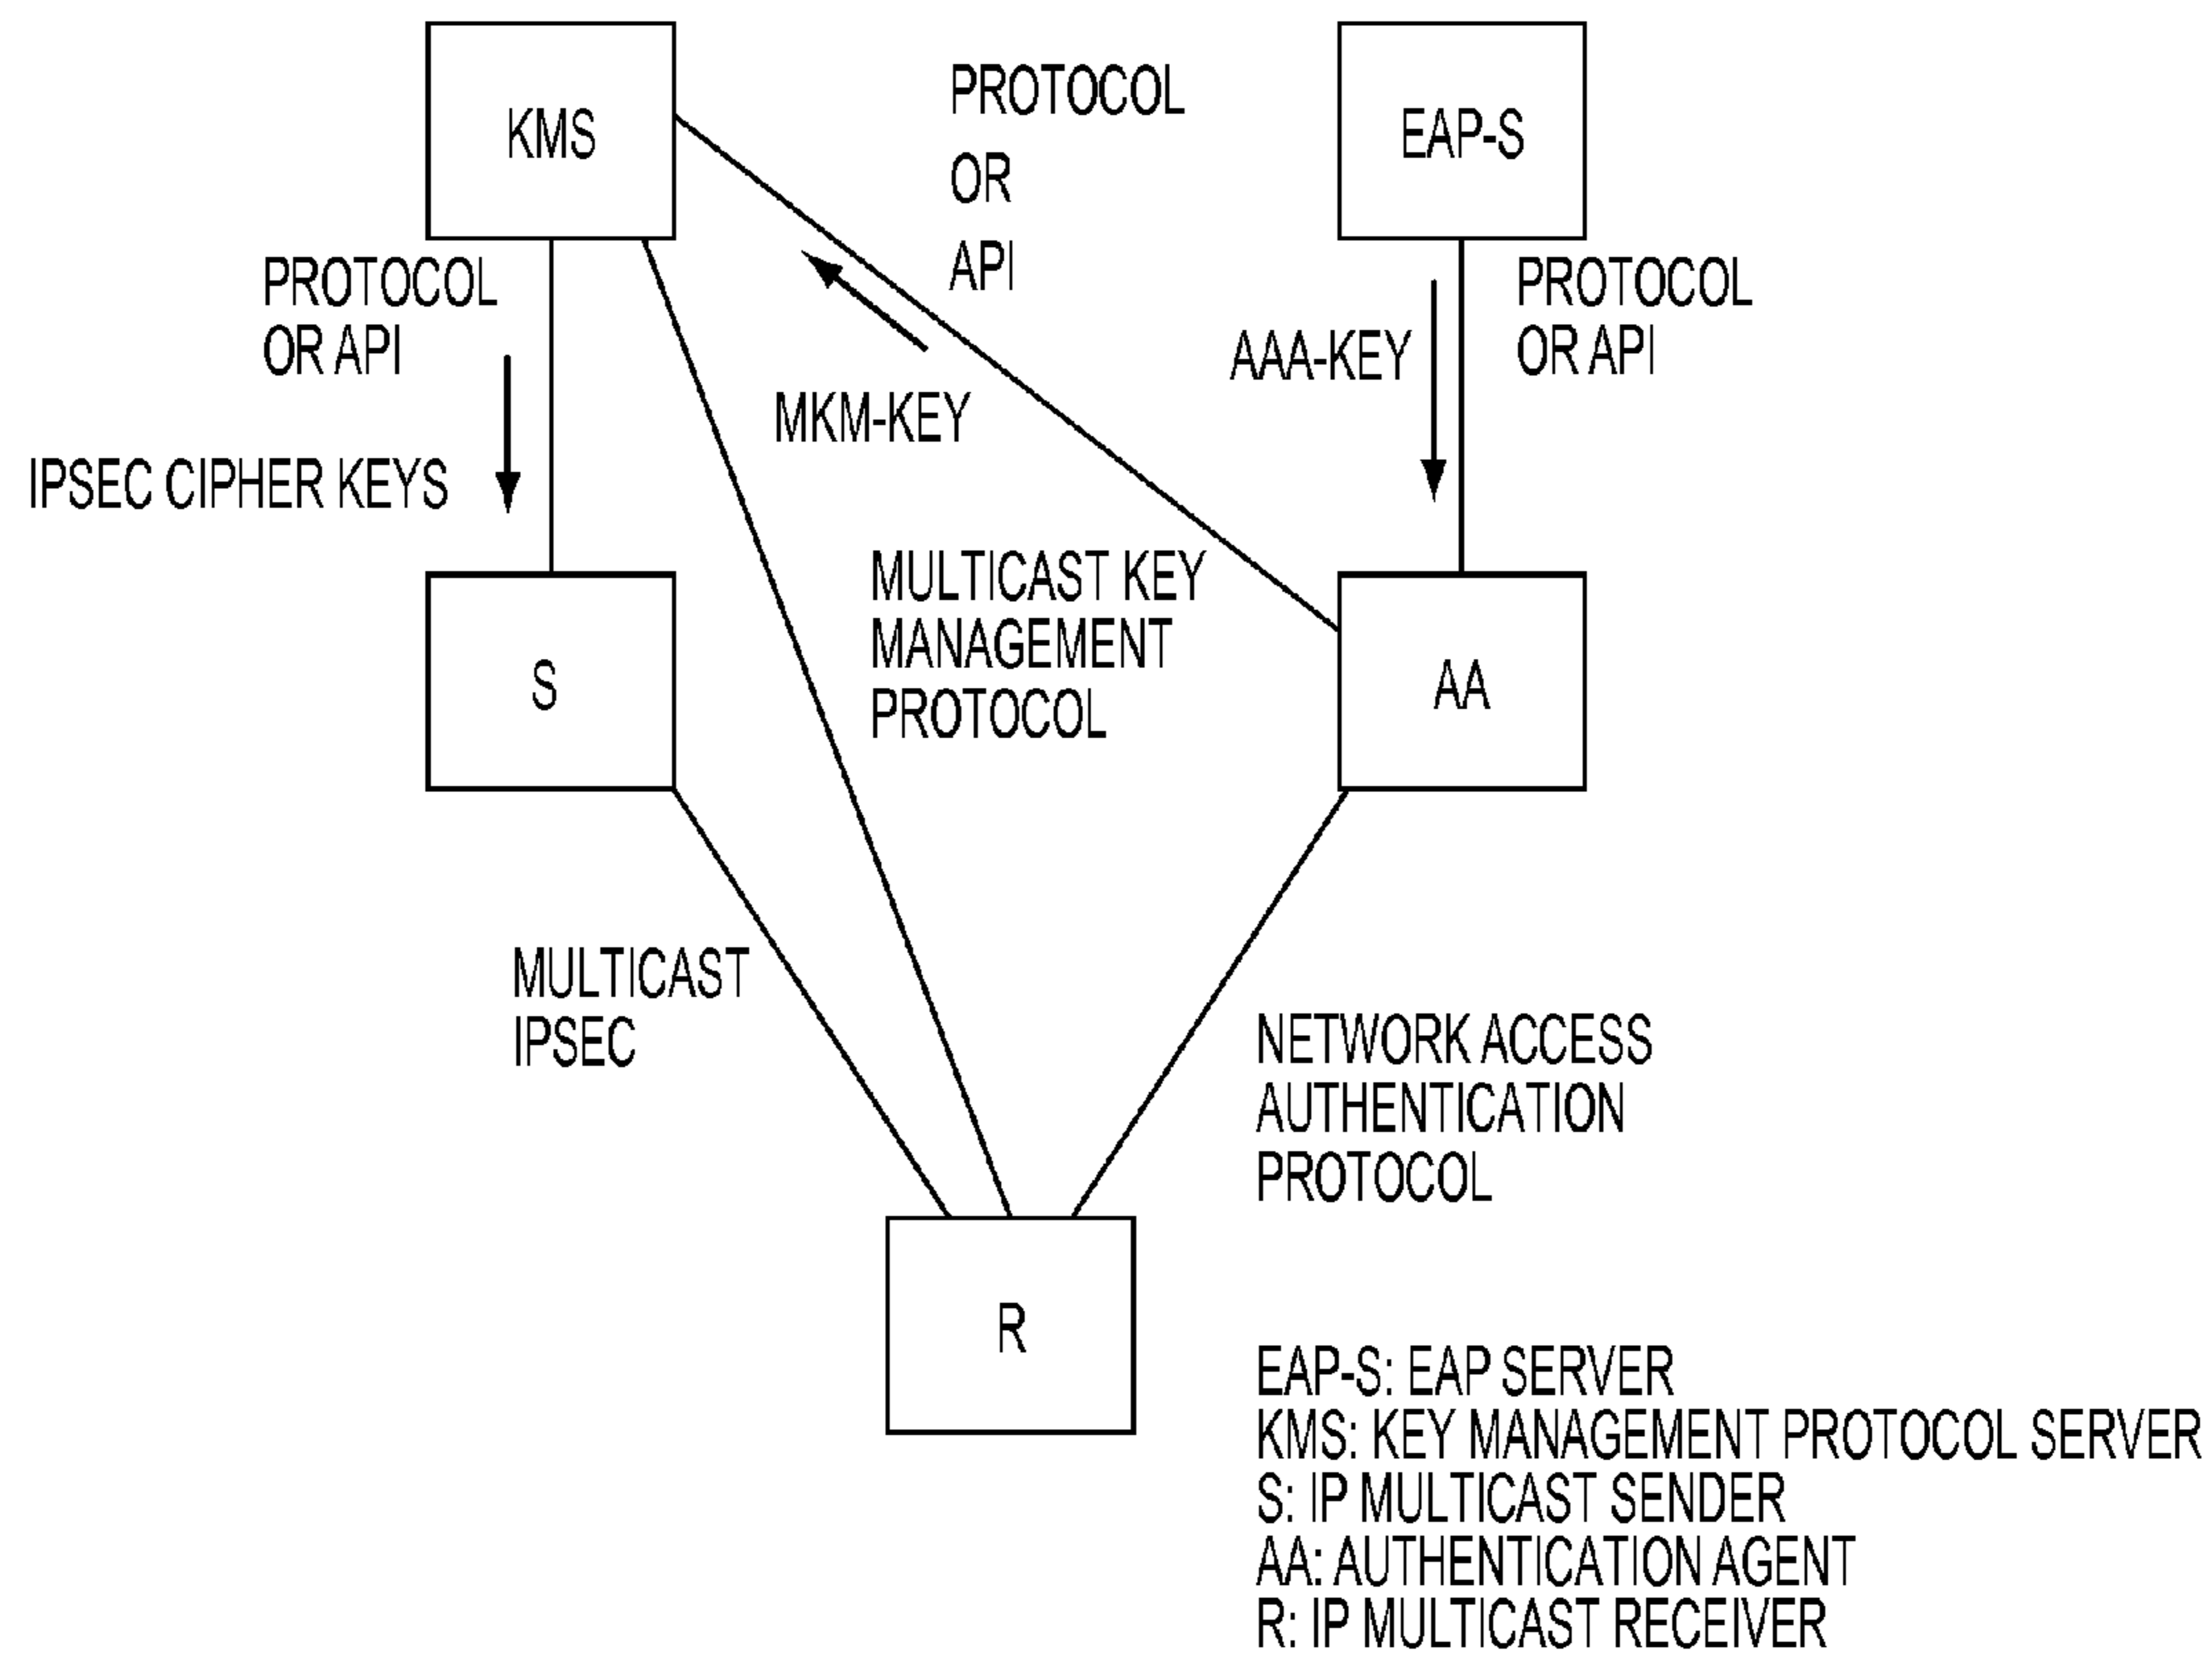 KMS
PROTOCOL
OR
API
EAP-S
PROTOCOL
OR API
IPSEC CIPHER KEYS
MKM-KEY
AAA-KEY
PROTOCOL
OR API
S
MULTICAST KEY
MANAGEMENT
PROTOCOL
AA
MULTICAST
IPSEC
NETWORK ACCESS
AUTHENTICATION
PROTOCOL
R
EAP-S: EAP SERVER
KMS: KEY MANAGEMENT PROTOCOL SERVER
S: IP MULTICAST SENDER
AA: AUTHENTICATION AGENT
R: IP MULTICAST RECEIVER